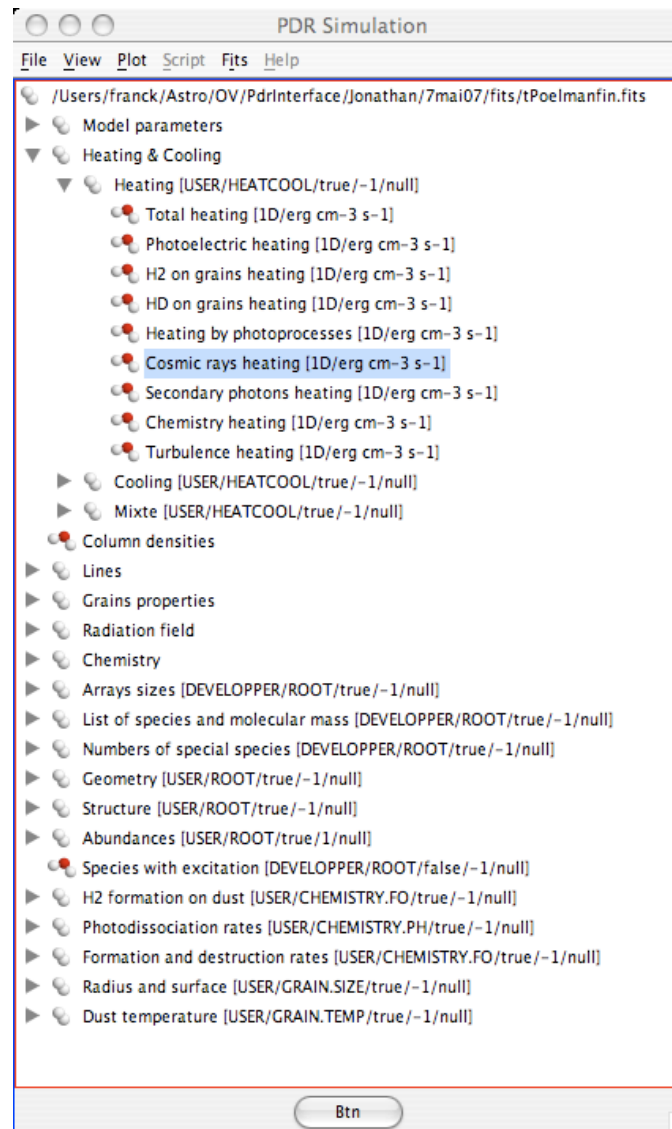 PDR Simulation
File View Plot Script Fits Help
/Users/franck/Astro/OV/PdrInterface/Jonathan/7mai07/fits/tPoelmanfin.fits
Model parameters
Heating & Cooling
Heating [USER/HEATCOOL/true/-1/null]
Total heating [1D/erg cm-3 s-1]
Photoelectric heating [1D/erg cm-3 s-1]
H2 on grains heating [1D/erg cm-3 s-1]
HD on grains heating [1D/erg cm-3 s-1]
Heating by photoprocesses [1D/erg cm-3 s-1]
Cosmic rays heating [1D/erg cm-3 s-1]
Secondary photons heating [1D/erg cm-3 s-1]
Chemistry heating [1D/erg cm-3 s-1]
Turbulence heating [1D/erg cm-3 s-1]
Cooling [USER/HEATCOOL/true/-1/null]
Mixte [USER/HEATCOOL/true/-1/null]
Column densities
Lines
Grains properties
Radiation field
Chemistry
Arrays sizes [DEVELOPPER/ROOT/true/-1/null]
List of species and molecular mass [DEVELOPPER/ROOT/true/-1/null]
Numbers of special species [DEVELOPPER/ROOT/true/-1/null]
Geometry [USER/ROOT/true/-1/null]
Structure [USER/ROOT/true/-1/null]
Abundances [USER/ROOT/true/1/null]
Species with excitation [DEVELOPPER/ROOT/false/-1/null]
H2 formation on dust [USER/CHEMISTRY.FO/true/-1/null]
Photodissociation rates [USER/CHEMISTRY.PH/true/-1/null]
Formation and destruction rates [USER/CHEMISTRY.FO/true/-1/null]
Radius and surface [USER/GRAIN.SIZE/true/-1/null]
Dust temperature [USER/GRAIN.TEMP/true/-1/null]
Btn